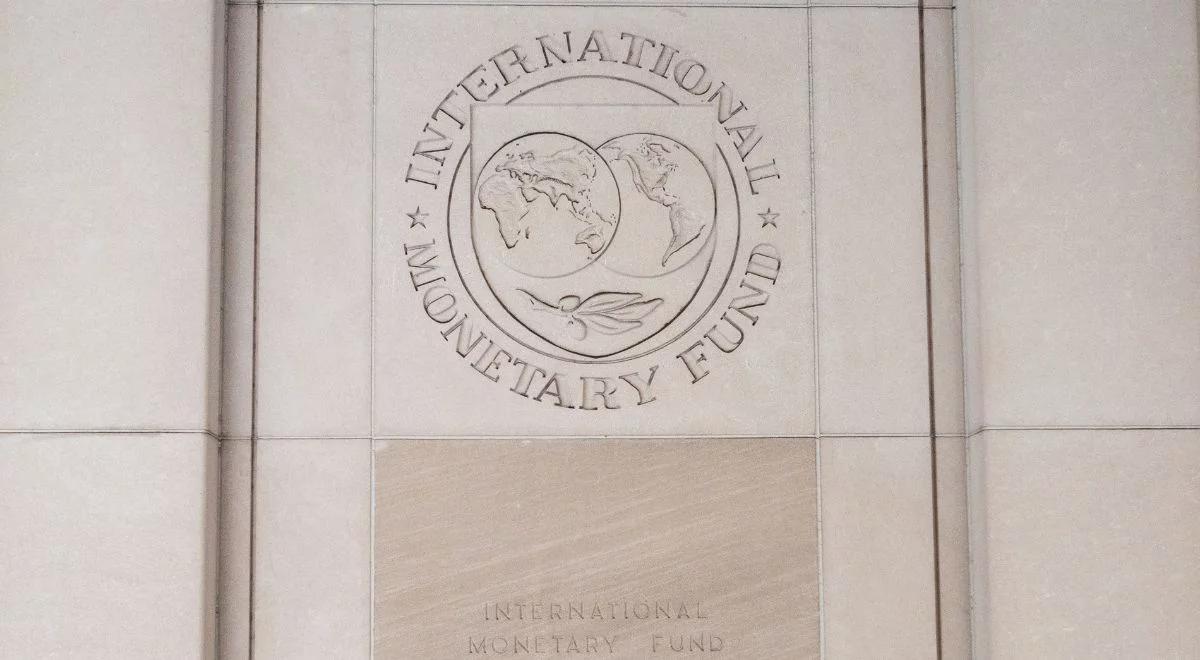 INTERNATIONAL
MONETARY FUND
INTERNATIONAL
MONETARY FUND